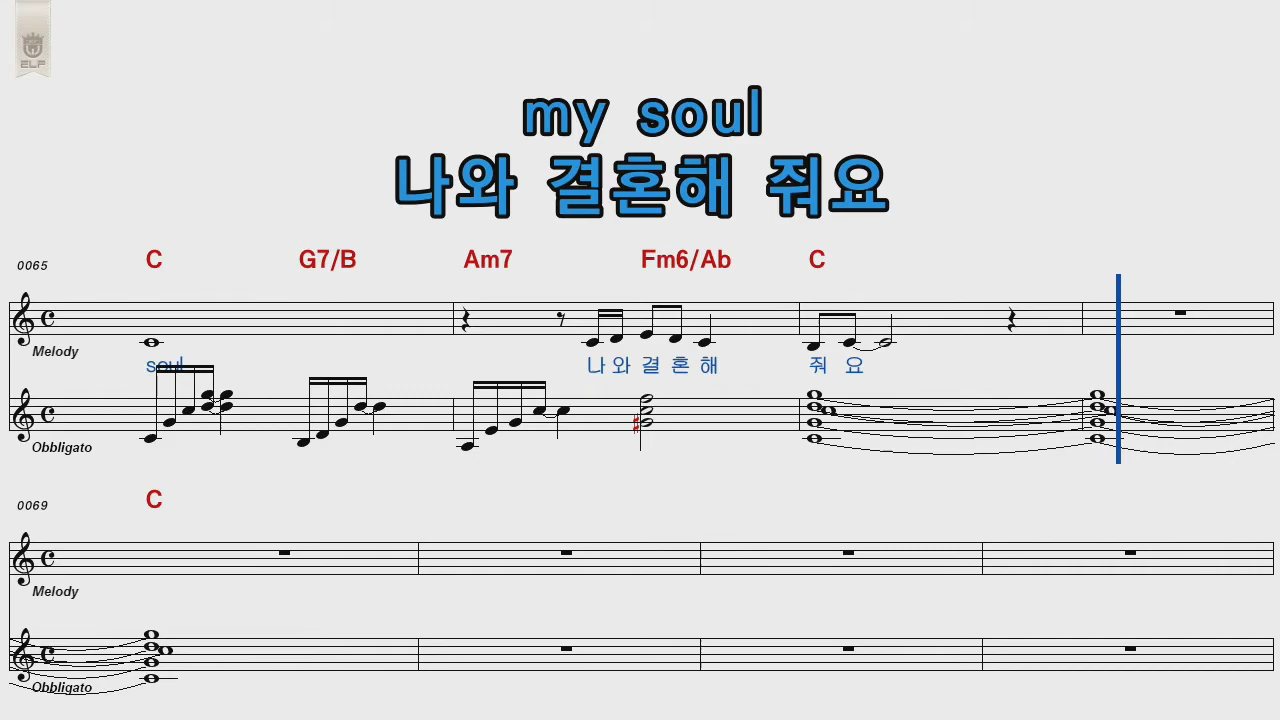 ELF
my soul
나와 결혼해 줘요
0065 C G7/B Am7 Fm6/Ab C
Melody
soul 나 와 결 혼 해 줘 요
Obbligato
0069 C
Melody
Obbligato